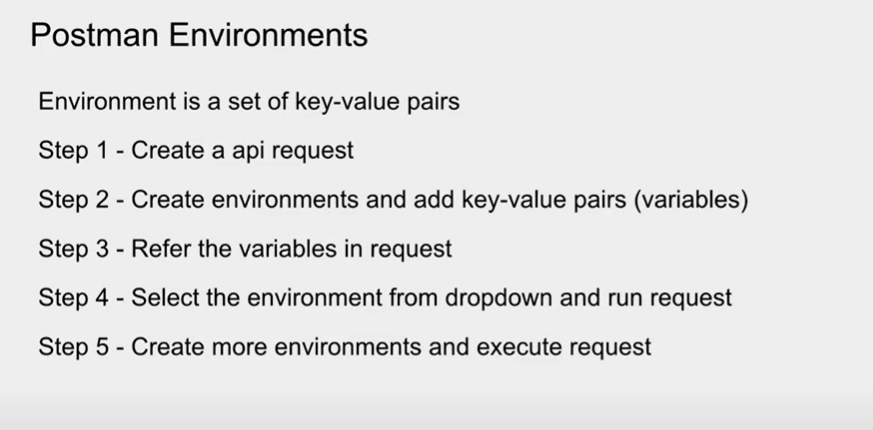 Postman Environments
Environment is a set of key-value pairs
Step 1 - Create a api request
Step 2 - Create environments and add key-value pairs (variables)
Step 3 - Refer the variables in request
Step 4 - Select the environment from dropdown and run request
Step 5 - Create more environments and execute request